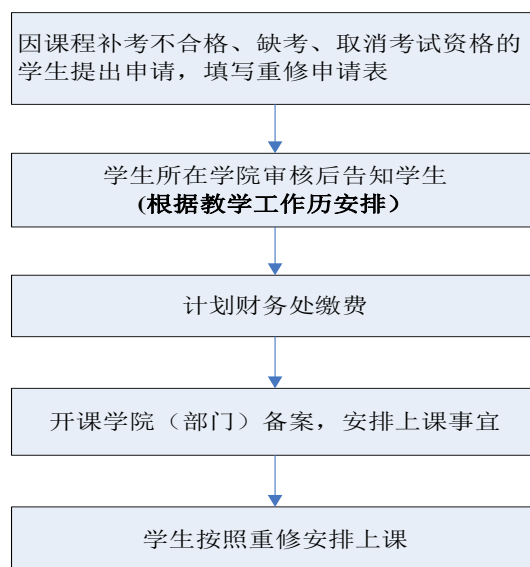 因课程补考不合格、缺考、取消考试资格的
学生提出申请，填写重修申请表
学生所在学院审核后告知学生
(根据教学工作历安排）
计划财务处缴费
开课学院（部门）备案，安排上课事宜
学生按照重修安排上课